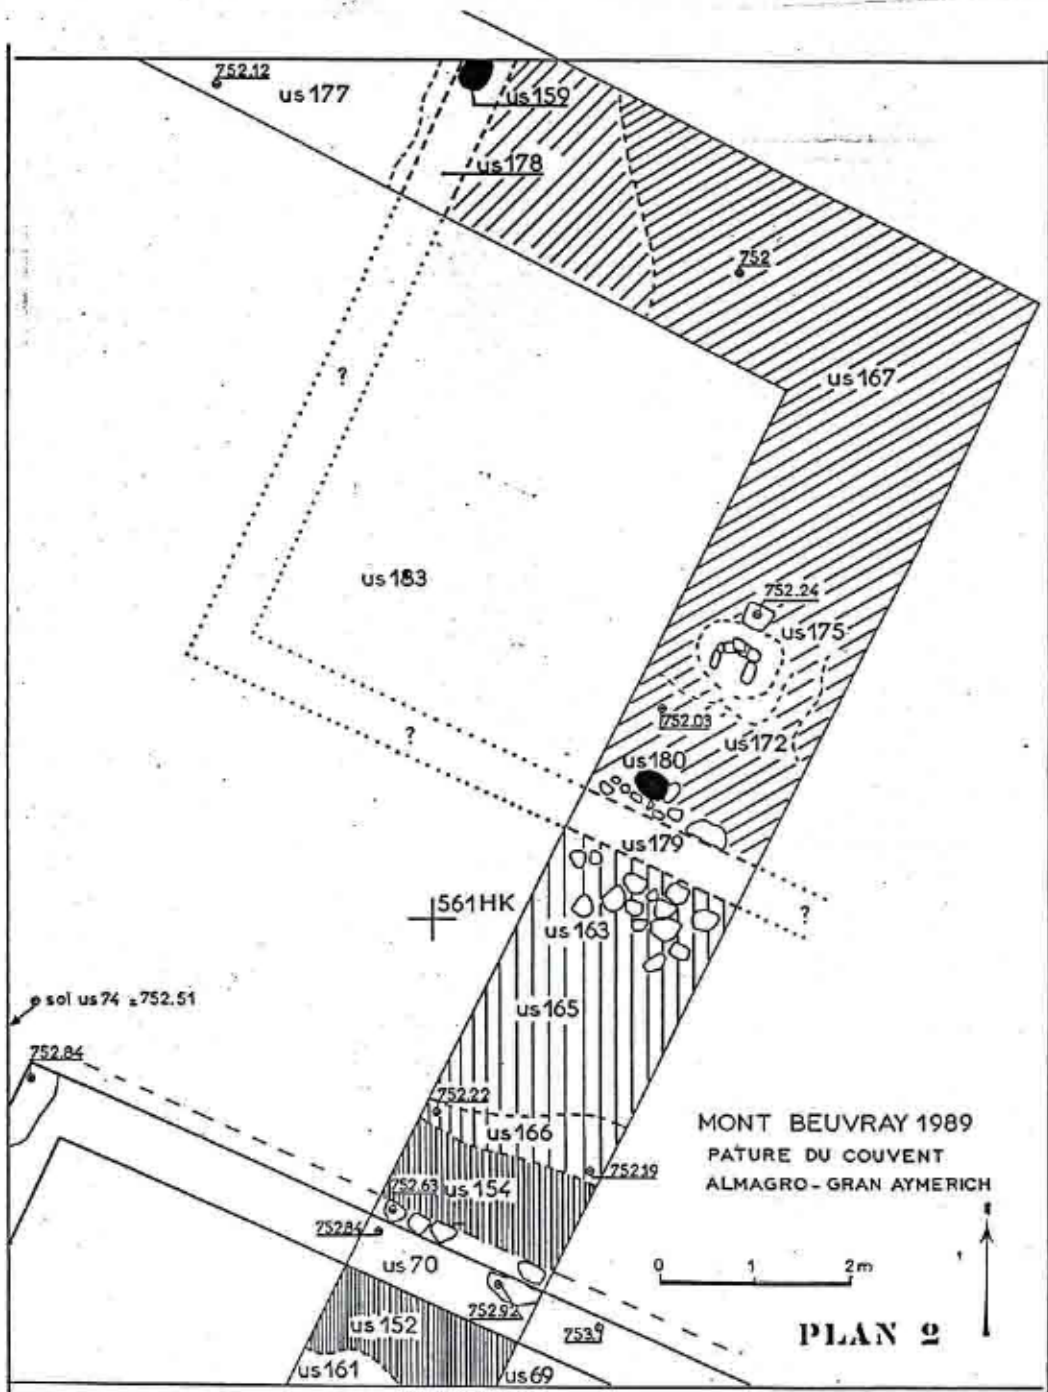 752.12
us 177
us 159
us 178
752
us 167
?
us 183
752.24
us 175
752.03
us 172
?
us 180
us 179
561HK
?
us 163
sol us 74 = 752.51
us 165
752.84
752.22
us 166
MONT BEUVRAY 1989
PATURE DU COUVENT
ALMAGRO - GRAN AYMERICH
752.19
752.63
us 154
752.84
us 70
0 1 2m
752.92
us 152
753.1
PLAN 2
us 161
us 69